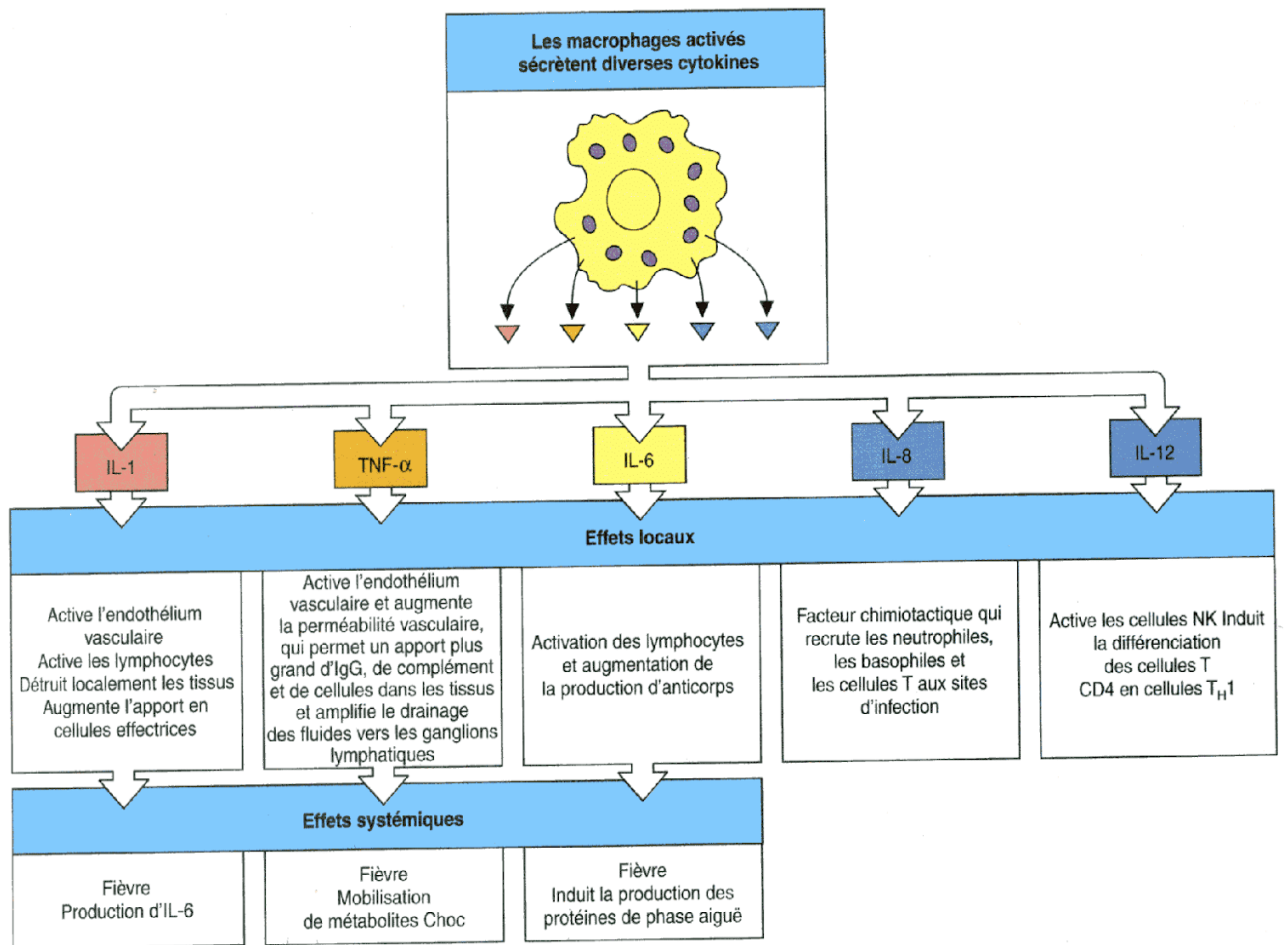 Les macrophages activés
sécrètent diverses cytokines
IL-1
TNF-α
IL-6
IL-8
IL-12
Effets locaux
Active l'endothélium
vasculaire
Active les lymphocytes
Détruit localement les tissus
Augmente l'apport en
cellules effectrices
Active l'endothélium
vasculaire et augmente
la perméabilité vasculaire,
qui permet un apport plus
grand d'IgG, de complément
et de cellules dans les tissus
et amplifie le drainage
des fluides vers les ganglions
lymphatiques
Activation des lymphocytes
et augmentation de
la production d'anticorps
Facteur chimiotactique qui
recrute les neutrophiles,
les basophiles et
les cellules T aux sites
d'infection
Active les cellules NK Induit
la différenciation
des cellules T
CD4 en cellules TH1
Effets systémiques
Fièvre
Production d'IL-6
Fièvre
Mobilisation
de métabolites Choc
Fièvre
Induit la production des
protéines de phase aiguë